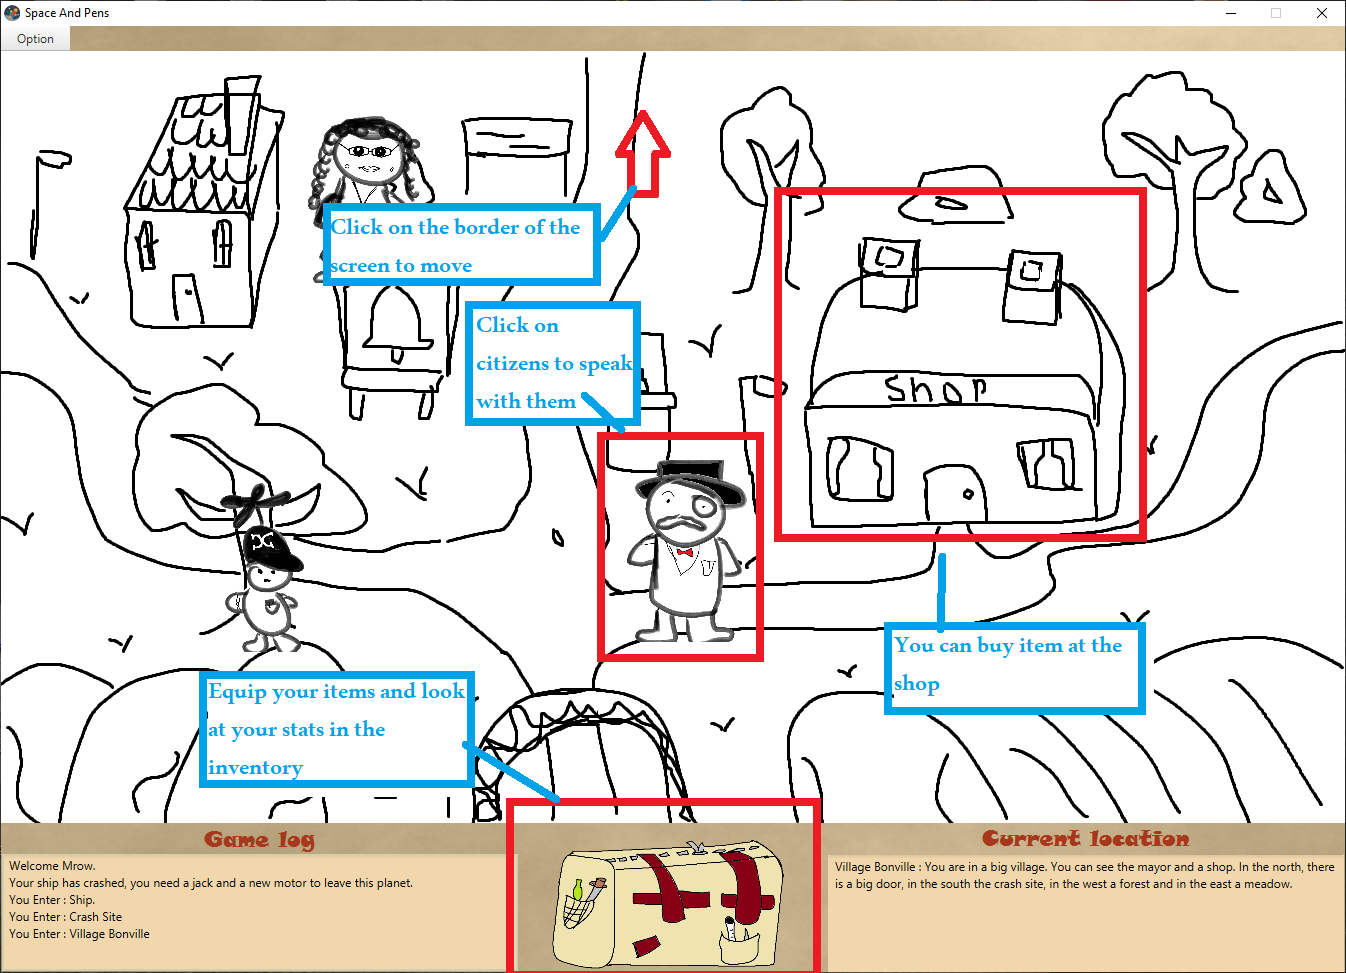 Space And Pens
Option
Click on the border of the
screen to move
Click on
citizens to speak
with them
shop
You can buy item at the
shop
Equip your items and look
at your stats in the
inventory
Game log
Welcome Mrow.
Your ship has crashed, you need a jack and a new motor to leave this planet.
You Enter : Ship.
You Enter : Crash Site
You Enter : Village Bonville
Current location
Village Bonville : You are in a big village. You can see the mayor and a shop. In the north, there
is a big door, in the south the crash site, in the west a forest and in the east a meadow.